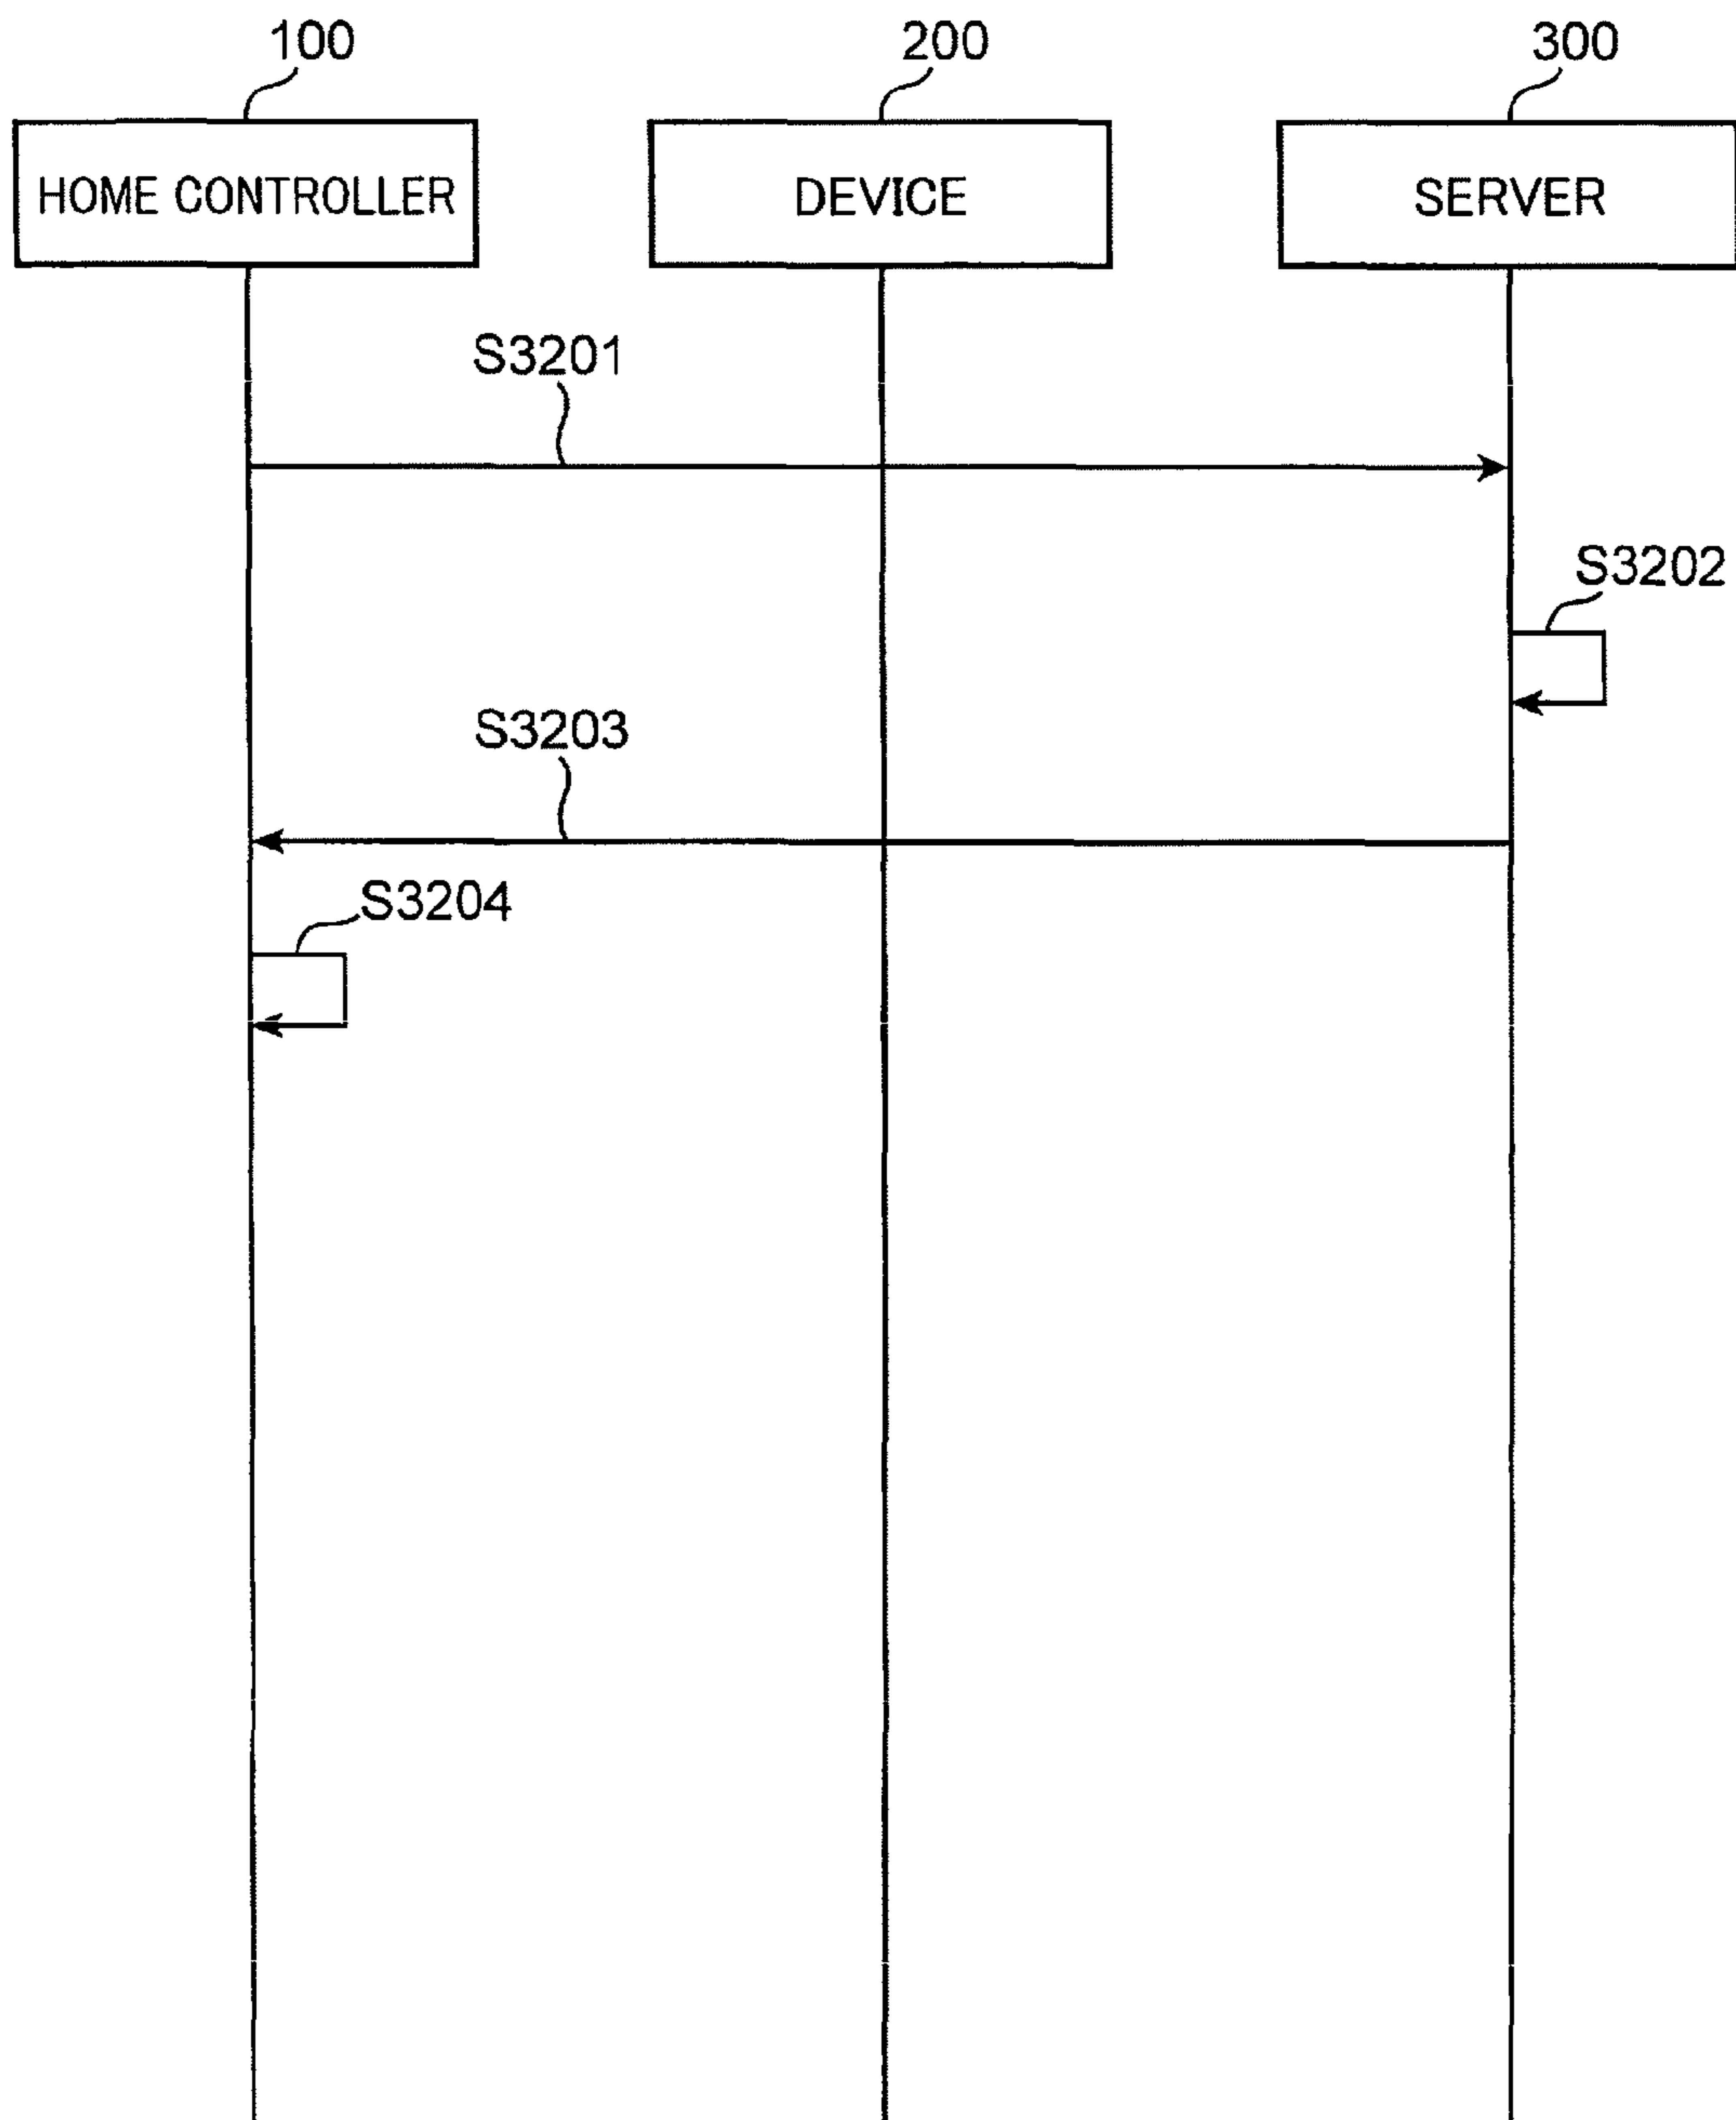 100
200
300
HOME CONTROLLER
DEVICE
SERVER
S3201
S3202
S3203
S3204